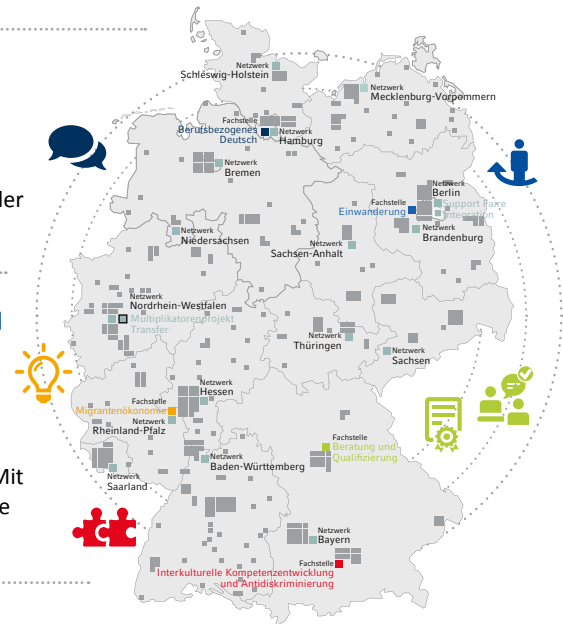 Netzwerk
Schleswig-Holstein
Netzwerk
Mecklenburg-Vorpommern
Fachstelle
Berufsbezogenes
Deutsch
Netzwerk
Hamburg
Netzwerk
Bremen
der
Netzwerk
Berlin
Support Faire
Integration
Fachstelle
Einwanderung
Netzwerk
Brandenburg
Netzwerk
Niedersachsen
Netzwerk
Sachsen-Anhalt
Netzwerk
Nordrhein-Westfalen
Multiplikatorenprojekt
Transfer
Netzwerk
Thüringen
Netzwerk
Sachsen
Netzwerk
Hessen
Fachstelle
Migrantenökonomie
Netzwerk
Rheinland-Pfalz
Fachstelle
Beratung und
Qualifizierung
Netzwerk
Baden-Württemberg
Mit
Netzwerk
Saarland
e
Netzwerk
Bayern
Fachstelle
Interkulturelle Kompetenzentwicklung
und Antidiskriminierung